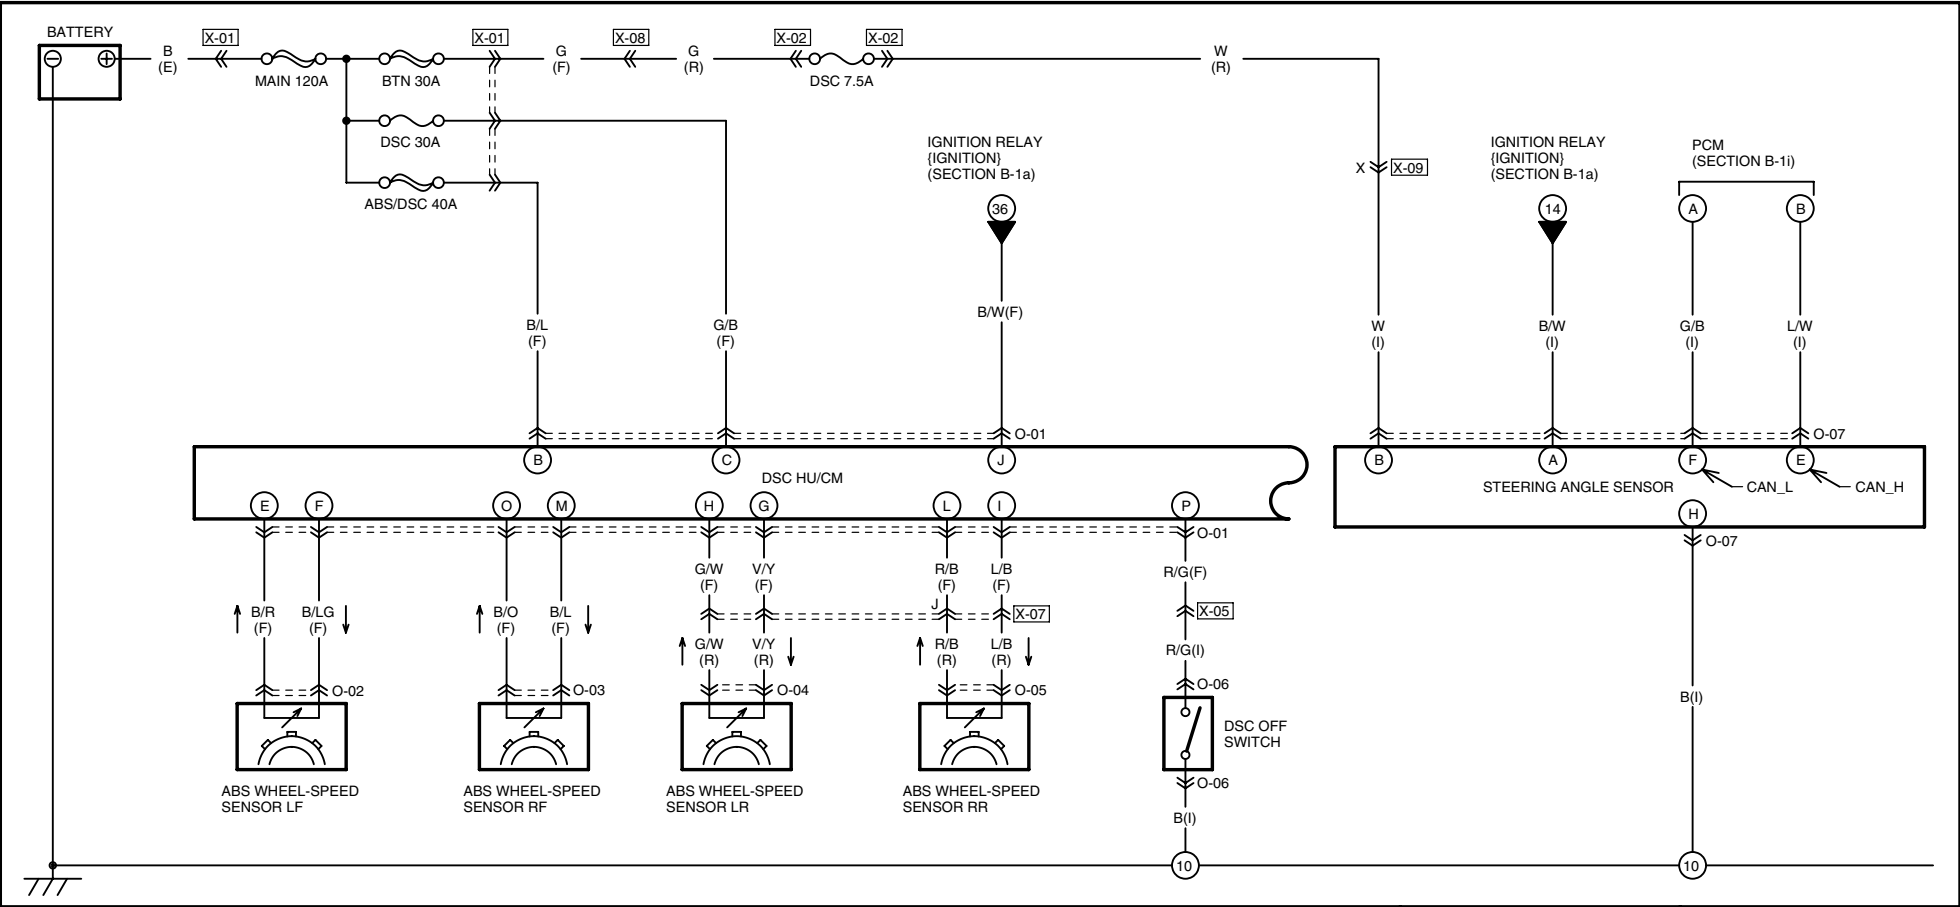 BATTERY
B
(E)
X-01
MAIN 120A
BTN 30A
X-01
G
(F)
X-08
G
(R)
X-02
X-02
DSC 7.5A
W
(R)
DSC 30A
ABS/DSC 40A
IGNITION RELAY
{IGNITION}
(SECTION B-1a)
36
X
X-09
IGNITION RELAY
{IGNITION}
(SECTION B-1a)
14
PCM
(SECTION B-1i)
A
B
B/L
(F)
G/B
(F)
B/W(F)
W
(I)
B/W
(I)
G/B
(I)
L/W
(I)
O-01
O-07
B
C
J
DSC HU/CM
B
A
F
E
STEERING ANGLE SENSOR
CAN_L
CAN_H
E
F
O
M
H
G
L
I
P
H
O-01
O-07
G/W
(F)
V/Y
(F)
R/B
(F)
L/B
(F)
R/G(F)
B/R
(F)
B/LG
(F)
B/O
(F)
B/L
(F)
J
X-07
X-05
G/W
(R)
V/Y
(R)
R/B
(R)
L/B
(R)
R/G(I)
O-02
O-03
O-04
O-05
O-06
B(I)
DSC OFF
SWITCH
ABS WHEEL-SPEED
SENSOR LF
ABS WHEEL-SPEED
SENSOR RF
ABS WHEEL-SPEED
SENSOR LR
ABS WHEEL-SPEED
SENSOR RR
O-06
B(I)
10
10